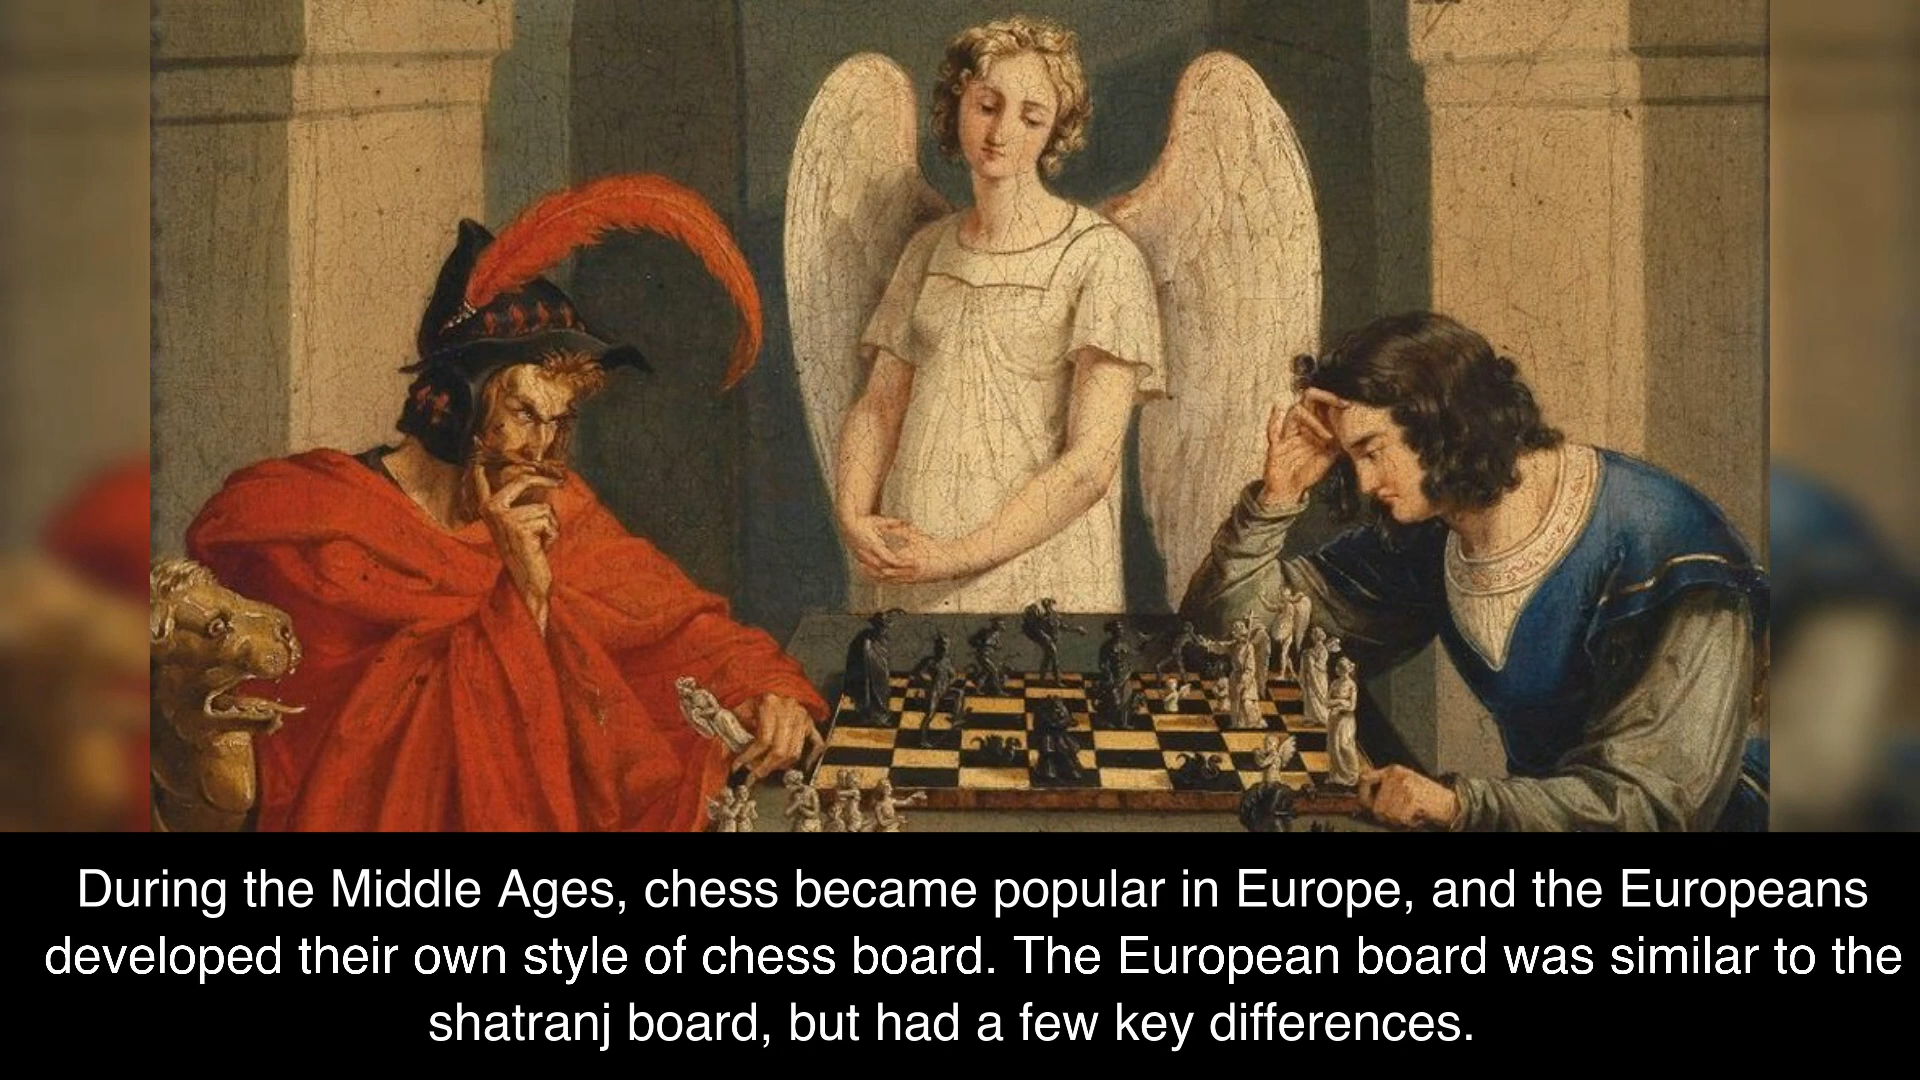 During the Middle Ages, chess became popular in Europe, and the Europeans
developed their own style of chess board. The European board was similar to the
shatranj board, but had a few key differences.